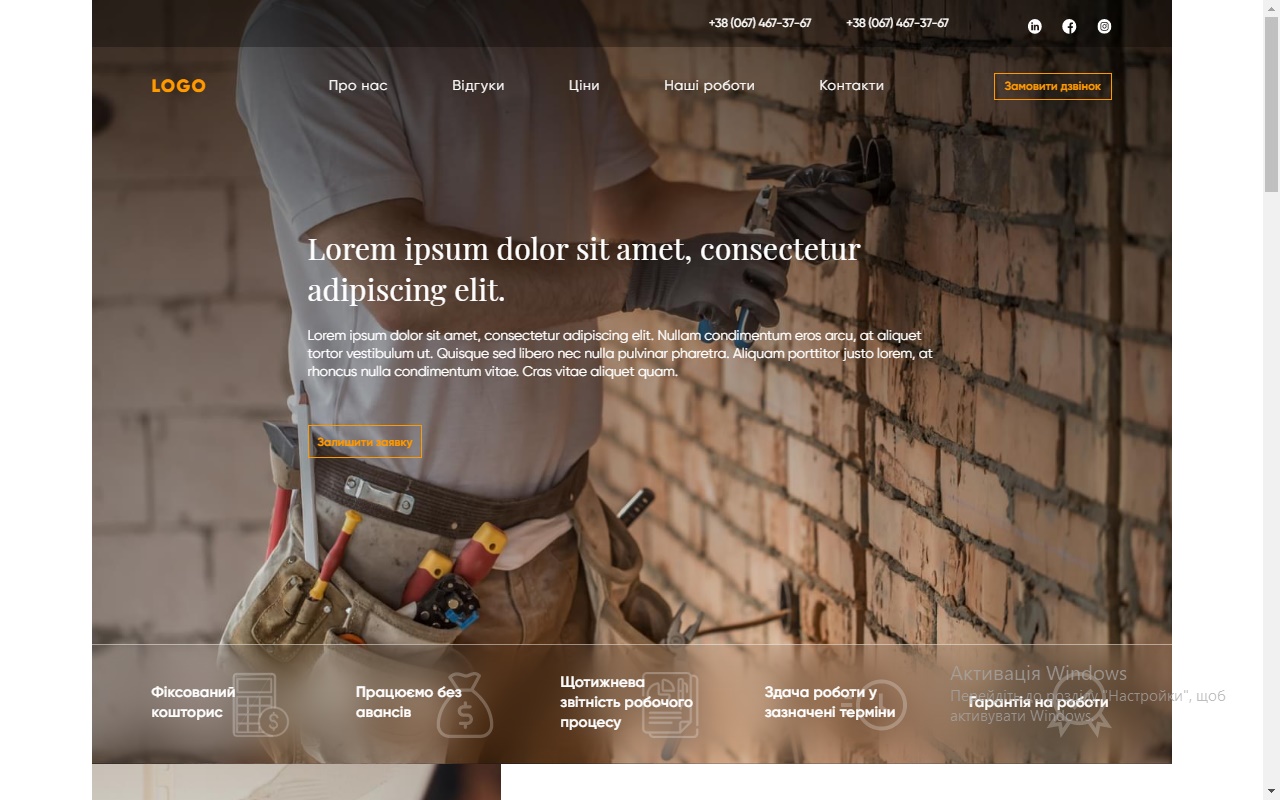 +38 (067) 467-37-67 +38 (067) 467-37-67
LOGO Про нас Відгуки Ціни Наші роботи Контакти Замовити дзвінок
Lorem ipsum dolor sit amet, consectetur
adipiscing elit.
Lorem ipsum dolor sit amet, consectetur adipiscing elit. Nullam condimentum eros arcu, at aliquet
tortor vestibulum ut. Quisque sed libero nec nulla pulvinar pharetra. Aliquam porttitor justo lorem, at
rhoncus nulla condimentum vitae. Cras vitae aliquet quam.
Залишити заявку
Фіксований
кошторис
Працюємо без
авансів
Щотижнева
звітність робочого
процесу
Здача роботи у
зазначені терміни
Гарантія на роботи
Активація Windows
Перейдіть до розділу "Настройки", щоб
активувати Windows.